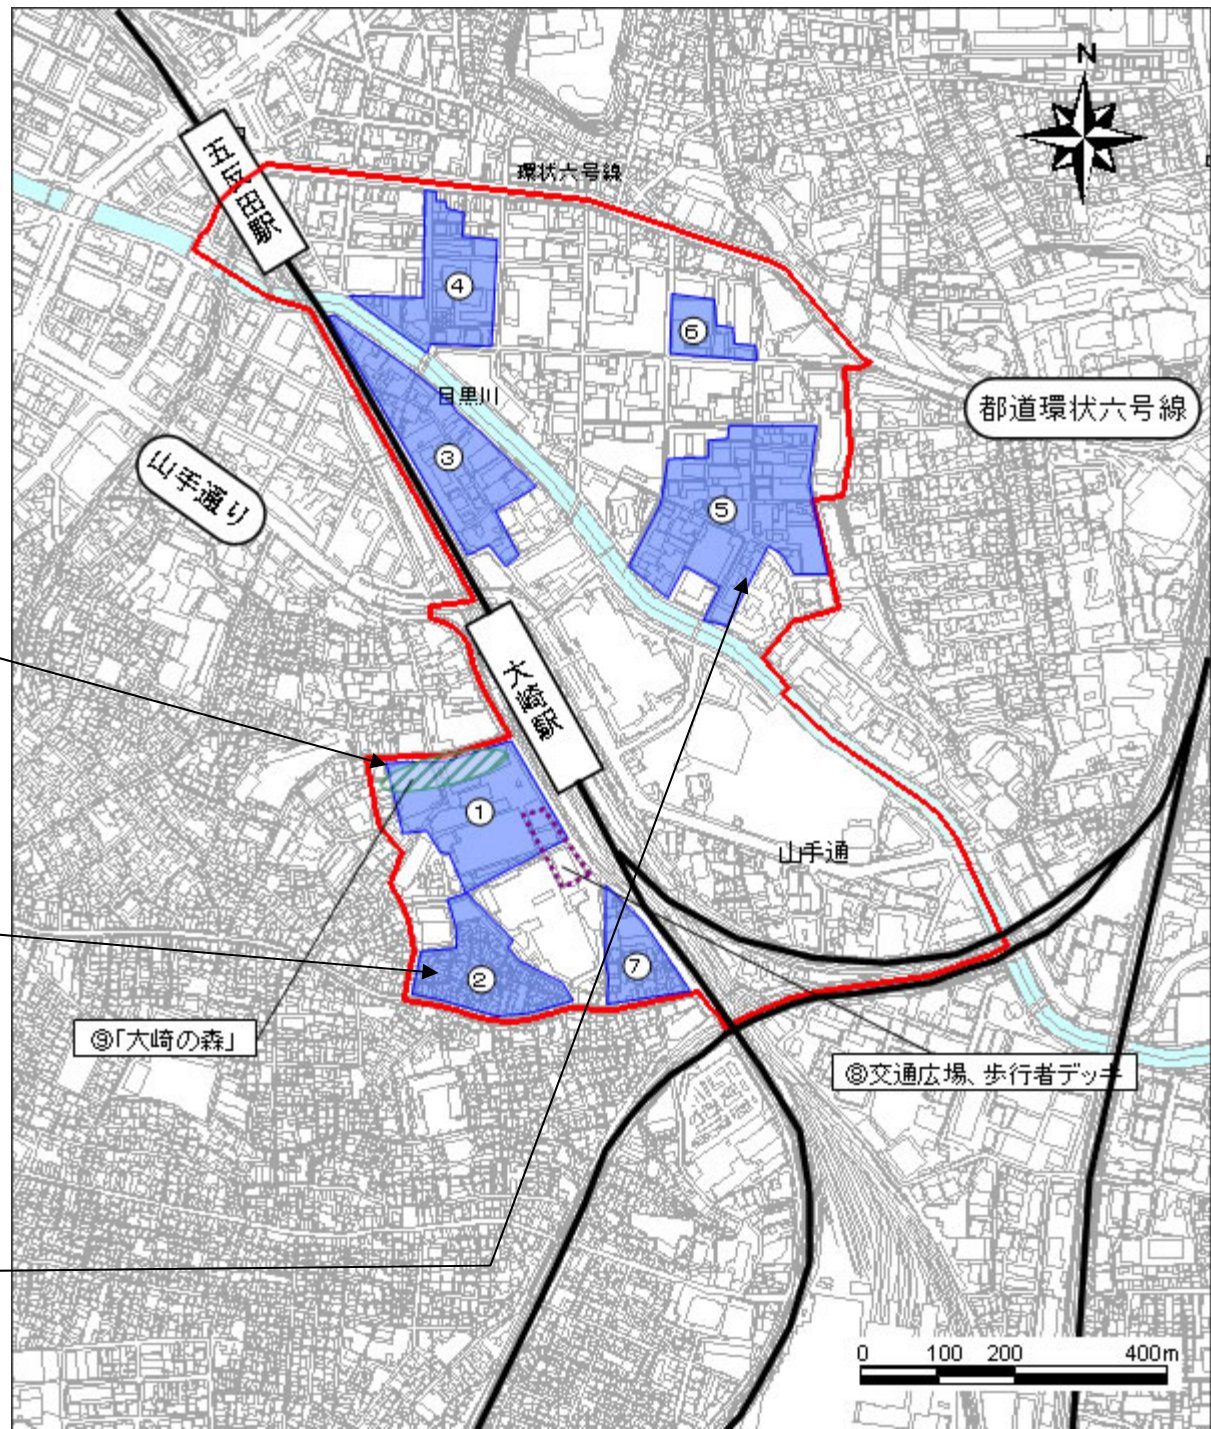 N
五反田駅
環状六号線
④
⑥
目黒川
都道環状六号線
③
山手通り
⑤
大崎駅
①
山手通
⑦
②
⑨「大崎の森」
⑧交通広場、歩行者デッキ
0 100 200 400m